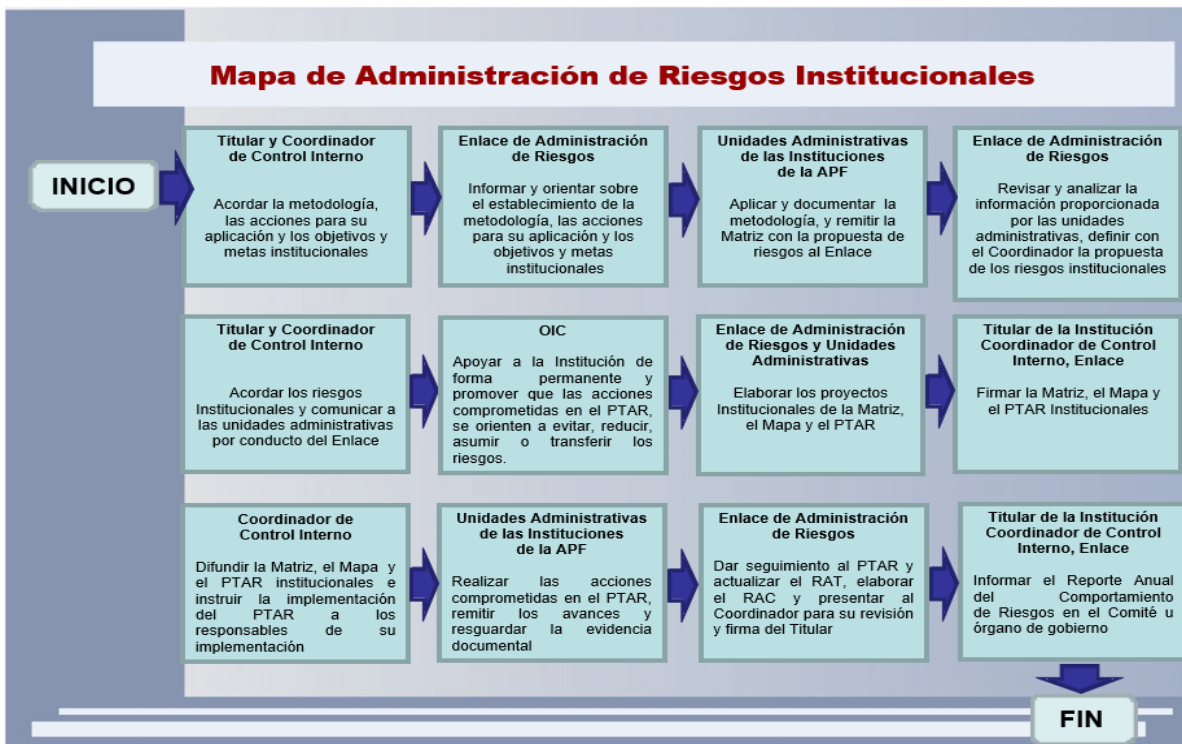 Mapa de Administración de Riesgos Institucionales
INICIO
Titular y Coordinador
de Control Interno
Acordar la metodología,
las acciones para su
aplicación y los objetivos y
metas institucionales
Enlace de Administración
de Riesgos
Informar y orientar sobre
el establecimiento de la
metodología, las acciones
para su aplicación y los
objetivos y metas
institucionales
Unidades Administrativas
de las Instituciones
de la APF
Aplicar y documentar la
metodología, y remitir la
Matriz con la propuesta de
riesgos al Enlace
Enlace de Administración
de Riesgos
Revisar y analizar la
información proporcionada
por las unidades
administrativas, definir con
el Coordinador la propuesta
de los riesgos institucionales
Titular y Coordinador
de Control Interno
Acordar los riesgos
Institucionales y comunicar a
las unidades administrativas
por conducto del Enlace
OIC
Apoyar a la Institución de
forma permanente y
promover que las acciones
comprometidas en el PTAR,
se orienten a evitar, reducir,
asumir o transferir los
riesgos.
Enlace de Administración
de Riesgos y Unidades
Administrativas
Elaborar los proyectos
Institucionales de la Matriz,
el Mapa y el PTAR
Titular de la Institución
Coordinador de Control
Interno, Enlace
Firmar la Matriz, el Mapa y
el PTAR Institucionales
Coordinador de
Control Interno
Difundir la Matriz, el Mapa y
el PTAR institucionales e
instruir la implementación
del PTAR a los
responsables de su
implementación
Unidades Administrativas
de las Instituciones
de la APF
Realizar las acciones
comprometidas en el PTAR,
remitir los avances y
resguardar la evidencia
documental
Enlace de Administración
de Riesgos
Dar seguimiento al PTAR y
actualizar el RAT, elaborar
el RAC y presentar al
Coordinador para su revisión
y firma del Titular
Titular de la Institución
Coordinador de Control
Interno, Enlace
Informar el Reporte Anual
del Comportamiento
de Riesgos en el Comité u
órgano de gobierno
FIN